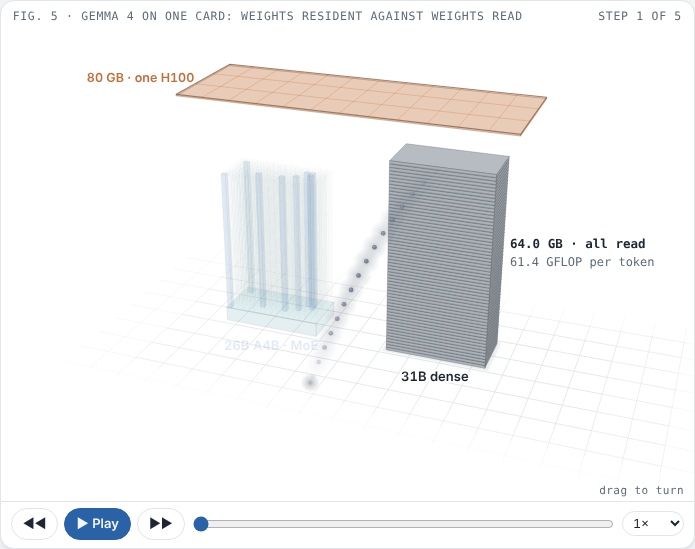 FIG. 5 · GEMMA 4 ON ONE CARD: WEIGHTS RESIDENT AGAINST WEIGHTS READ
STEP 1 OF 5
80 GB · one H100
64.0 GB · all read
61.4 GFLOP per token
26B A4B · MoE
31B dense
drag to turn
Play
1×